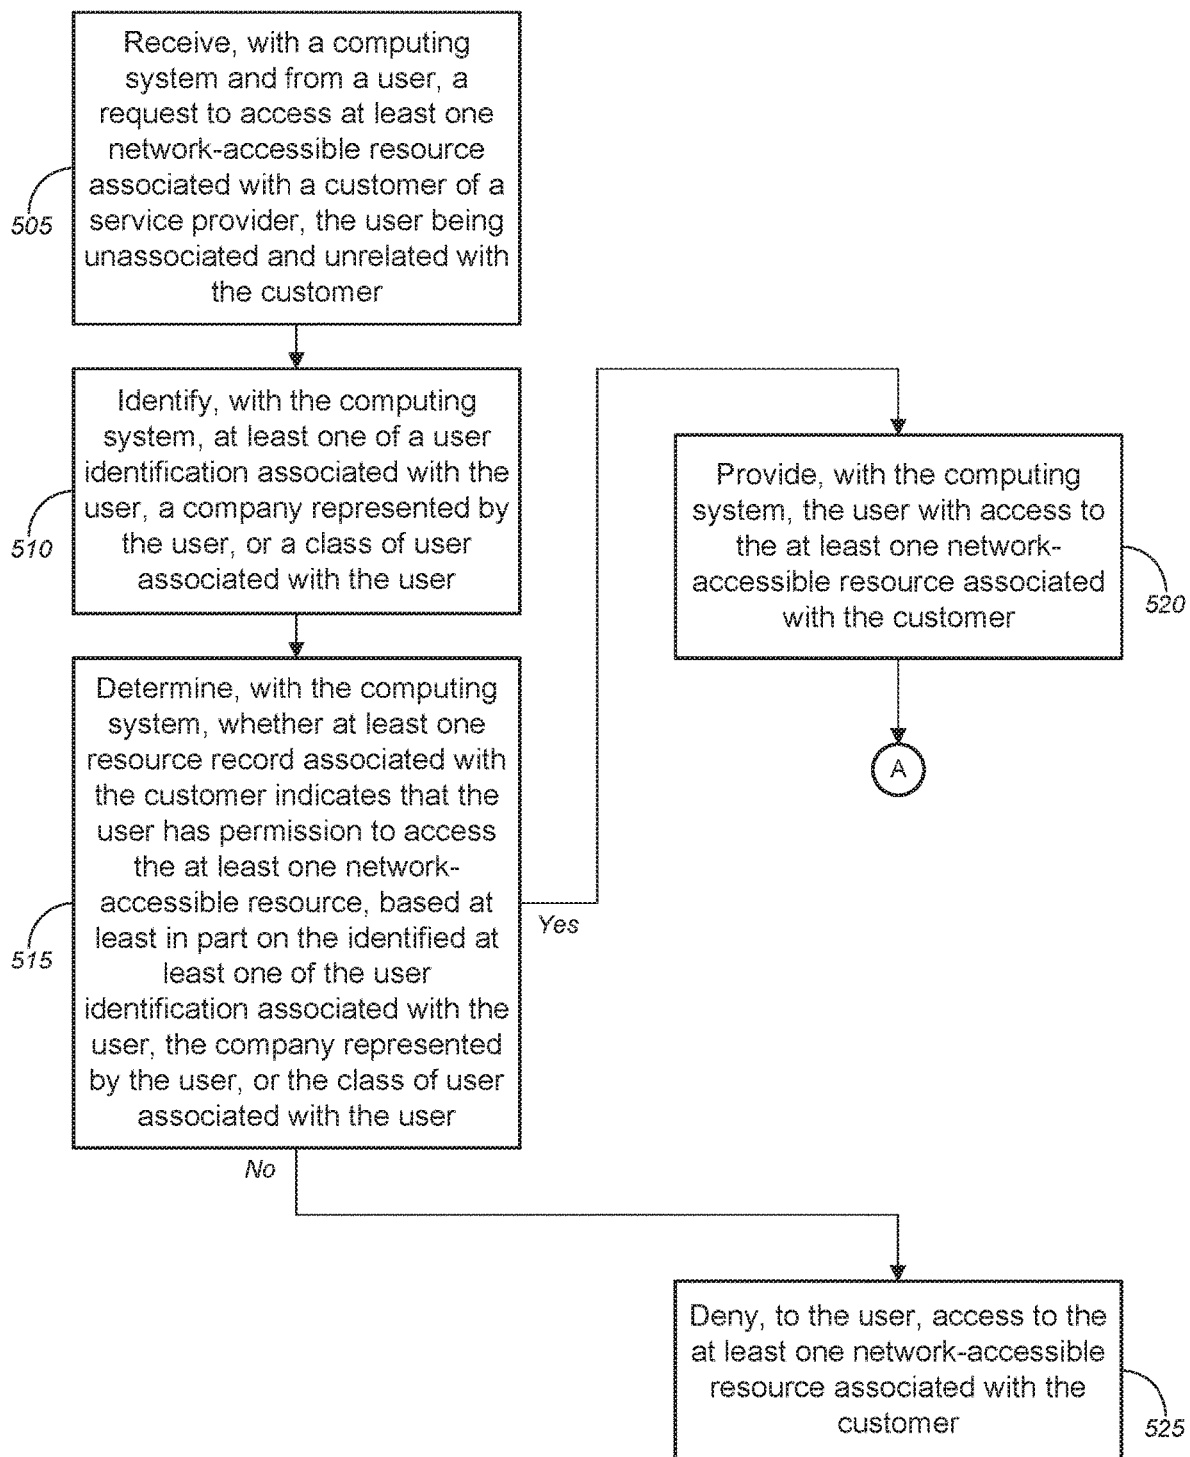 Receive, with a computing
system and from a user, a
request to access at least one
network-accessible resource
associated with a customer of a
service provider, the user being
unassociated and unrelated with
the customer
505
Identify, with the computing
system, at least one of a user
identification associated with the
user, a company represented by
the user, or a class of user
associated with the user
510
Determine, with the computing
system, whether at least one
resource record associated with
the customer indicates that the
user has permission to access
the at least one network-
accessible resource, based at
least in part on the identified at
least one of the user
identification associated with the
user, the company represented
by the user, or the class of user
associated with the user
515
Yes
No
Provide, with the computing
system, the user with access to
the at least one network-
accessible resource associated
with the customer
520
A
Deny, to the user, access to the
at least one network-accessible
resource associated with the
customer
525